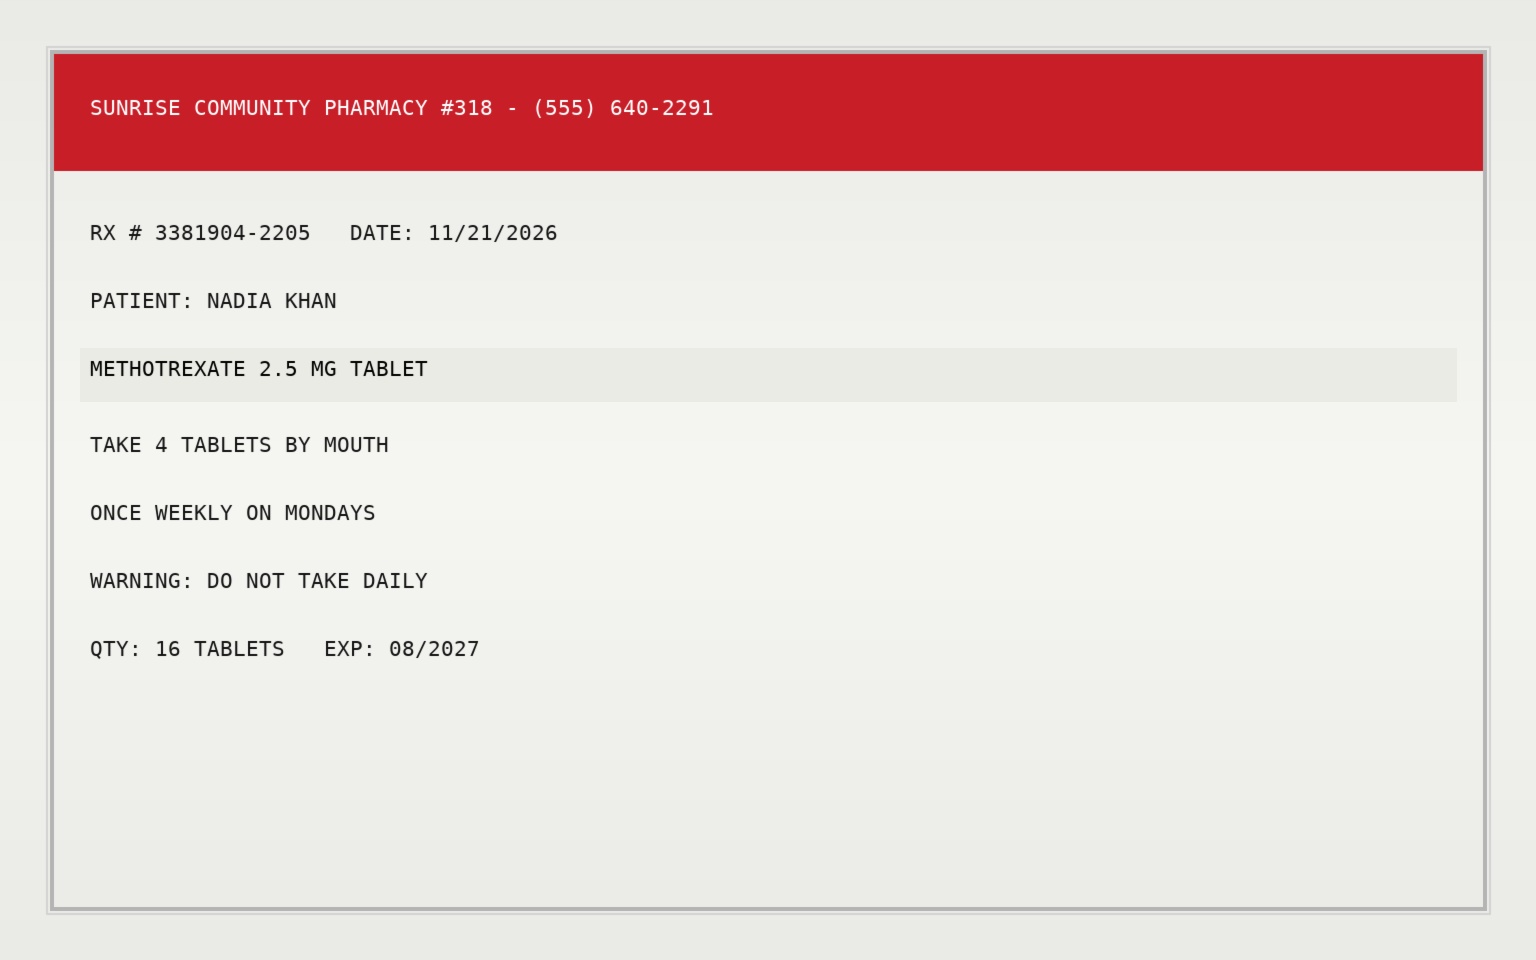 SUNRISE COMMUNITY PHARMACY #318 - (555) 640-2291
RX # 3381904-2205   DATE: 11/21/2026
PATIENT: NADIA KHAN
METHOTREXATE 2.5 MG TABLET
TAKE 4 TABLETS BY MOUTH
ONCE WEEKLY ON MONDAYS
WARNING: DO NOT TAKE DAILY
QTY: 16 TABLETS   EXP: 08/2027